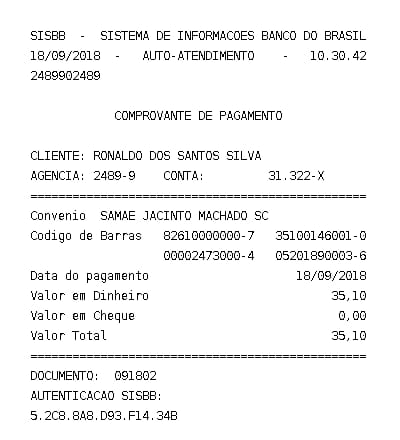 SISBB - SISTEMA DE INFORMACOES BANCO DO BRASIL
18/09/2018 - AUTO-ATENDIMENTO - 10.30.42
2489902489
COMPROVANTE DE PAGAMENTO
CLIENTE: RONALDO DOS SANTOS SILVA
AGENCIA: 2489-9 CONTA: 31.322-X
================================================
Convenio SAMAE JACINTO MACHADO SC
Codigo de Barras 82610000000-7 35100146001-0
00002473000-4 05201890003-6
Data do pagamento 18/09/2018
Valor em Dinheiro 35,10
Valor em Cheque 0,00
Valor Total 35,10
================================================
DOCUMENTO: 091802
AUTENTICACAO SISBB:
5.2C8.8A8.D93.F14.34B